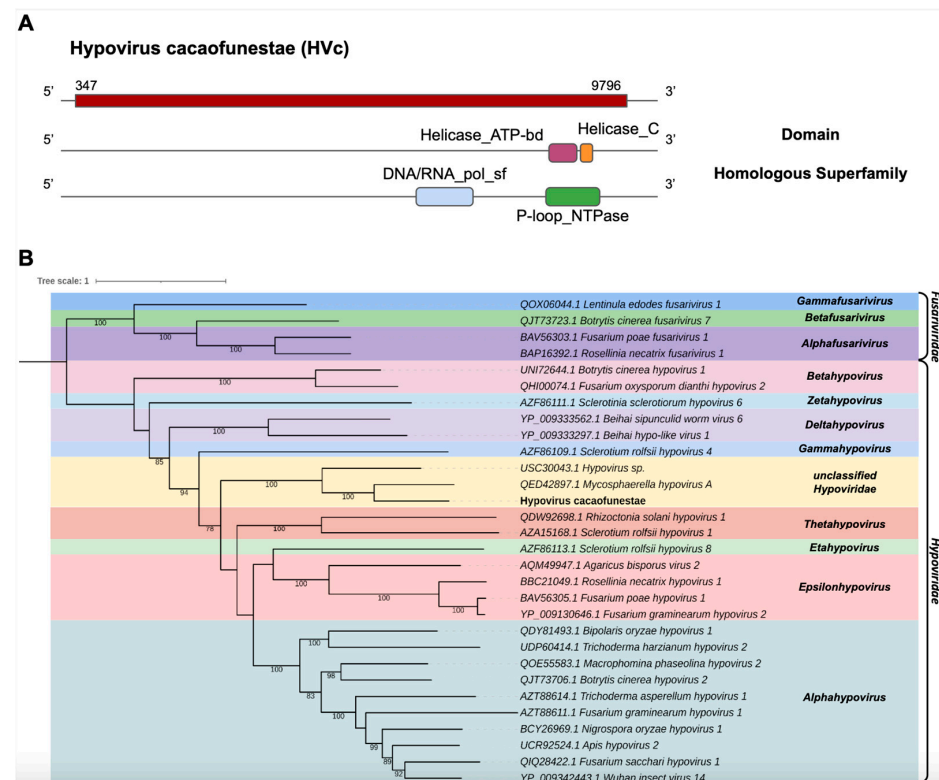 A
Hypovirus cacaofunestae (HVc)
5’ 347 9796 3’
Helicase_ATP-bd Helicase_C
5’ 3’ Domain
DNA/RNA_pol_sf
5’ 3’ Homologous Superfamily
P-loop_NTPase
B
Tree scale: 1
QOX06044.1 Lentinula edodes fusarivirus 1 Gammafusarivirus
100
QJT73723.1 Botrytis cinerea fusarivirus 7 Betafusarivirus
100
BAV56303.1 Fusarium poae fusarivirus 1
Alphafusarivirus
100
BAP16392.1 Rosellinia necatrix fusarivirus 1
Fusariviridae
UNI72644.1 Botrytis cinerea hypovirus 1
Betahypovirus
100
QHI00074.1 Fusarium oxysporum dianthi hypovirus 2
AZF86111.1 Sclerotinia sclerotiorum hypovirus 6 Zetahypovirus
YP_009333562.1 Beihai sipunculid worm virus 6
Deltahypovirus
100
YP_009333297.1 Beihai hypo-like virus 1
85
AZF86109.1 Sclerotium rolfsii hypovirus 4 Gammahypovirus
USC30043.1 Hypovirus sp.
unclassified
Hypoviridae
100
QED42897.1 Mycosphaerella hypovirus A
94
100
Hypovirus cacaofunestae
QDW92698.1 Rhizoctonia solani hypovirus 1
Thetahypovirus
78
100
AZA15168.1 Sclerotium rolfsii hypovirus 1
AZF86113.1 Sclerotium rolfsii hypovirus 8 Etahypovirus
AQM49947.1 Agaricus bisporus virus 2
100
BBC21049.1 Rosellinia necatrix hypovirus 1
Epsilonhypovirus
100
BAV56305.1 Fusarium poae hypovirus 1
100
YP_009130646.1 Fusarium graminearum hypovirus 2
QDY81493.1 Bipolaris oryzae hypovirus 1
100
UDP60414.1 Trichoderma harzianum hypovirus 2
QOE55583.1 Macrophomina phaseolina hypovirus 2
100
98
QJT73706.1 Botrytis cinerea hypovirus 2
83
AZT88614.1 Trichoderma asperellum hypovirus 1
Alphahypovirus
100
AZT88611.1 Fusarium graminearum hypovirus 1
BCY26969.1 Nigrospora oryzae hypovirus 1
99
UCR92524.1 Apis hypovirus 2
89
QIQ28422.1 Fusarium sacchari hypovirus 1
92
YP_009342443.1 Wuhan insect virus 14
Hypoviridae